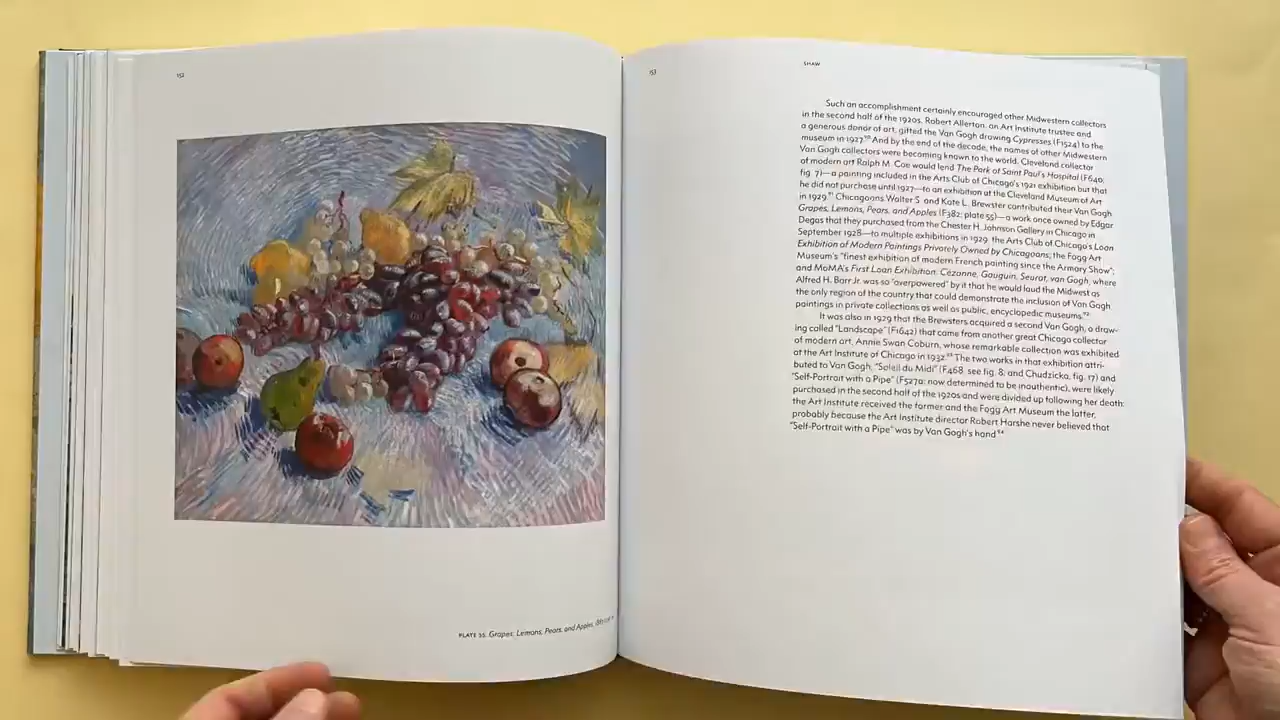 152
PLATE 55. Grapes, Lemons, Pears, and Apples,
153
SHAW
Such an accomplishment certainly encouraged other Midwestern collectors
in the second half of the 1920s. Robert Allerton, an Art Institute trustee and
a generous donor of art, gifted the Van Gogh drawing Cypresses (F1524) to the
museum in 1927. And by the end of the decade, the names of other Midwestern
Van Gogh collectors were becoming known to the world. Cleveland collector
of modern art Ralph M. Coe would lend The Park of Saint Paul's Hospital (F640;
fig. 7)—a painting included in the Arts Club of Chicago's 1921 exhibition but that
he did not purchase until 1927—to an exhibition at the Cleveland Museum of Art
in 1929. Chicagoans Walter S. and Kate L. Brewster contributed their Van Gogh
Grapes, Lemons, Pears, and Apples (F382; plate 55)—a work once owned by Edgar
Degas that they purchased from the Chester H. Johnson Gallery in Chicago in
September 1928—to multiple exhibitions in 1929: the Arts Club of Chicago's Loan
Exhibition of Modern Paintings Privately Owned by Chicagoans; the Fogg Art
Museum's "finest exhibition of modern French painting since the Armory Show";
and MoMA's First Loan Exhibition: Cézanne, Gauguin, Seurat, van Gogh, where
Alfred H. Barr Jr. was so "overpowered" by it that he would laud the Midwest as
the only region of the country that could demonstrate the inclusion of Van Gogh
paintings in private collections as well as public, encyclopedic museums.
It was also in 1929 that the Brewsters acquired a second Van Gogh, a draw-
ing called "Landscape" (F1642) that came from another great Chicago collector
of modern art, Annie Swan Coburn, whose remarkable collection was exhibited
at the Art Institute of Chicago in 1932. The two works in that exhibition attri-
buted to Van Gogh, "Soleil du Midi" (F468; see fig. 8; and Chudzicka, fig. 17) and
"Self-Portrait with a Pipe" (F527a; now determined to be inauthentic), were likely
purchased in the second half of the 1920s and were divided up following her death:
the Art Institute received the former and the Fogg Art Museum the latter,
probably because the Art Institute director Robert Harshe never believed that
"Self-Portrait with a Pipe" was by Van Gogh's hand.